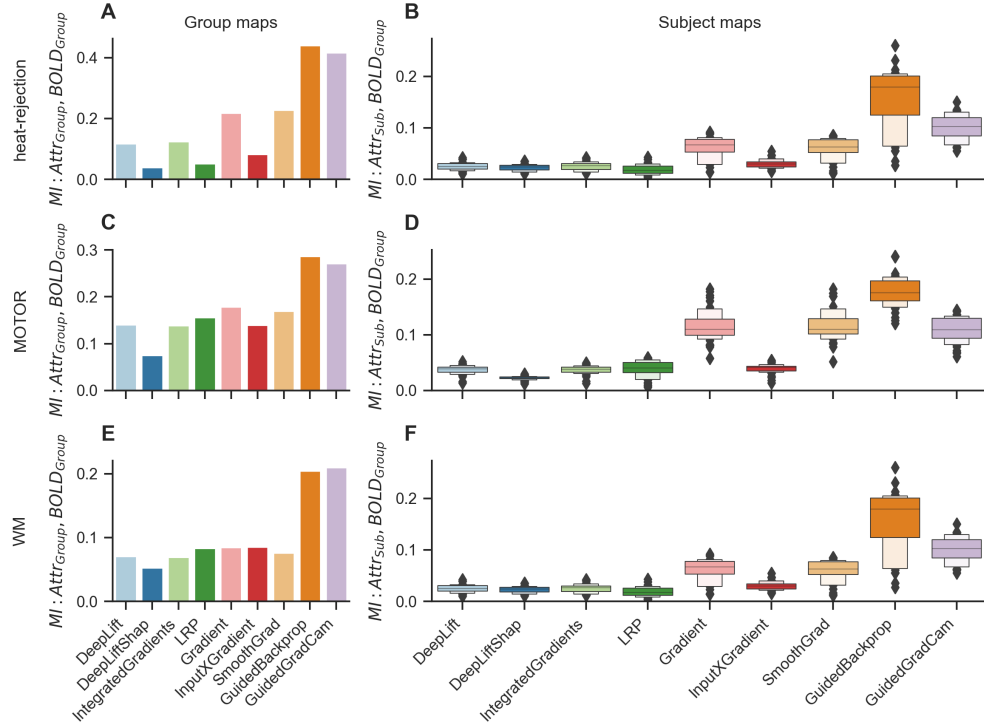 A
Group maps
B
Subject maps
heat-rejection
MI : Attr_Group, BOLD_Group
0.4
0.2
0.0
MI : Attr_Sub, BOLD_Group
0.2
0.1
0.0
C
D
MOTOR
MI : Attr_Group, BOLD_Group
0.3
0.2
0.1
0.0
MI : Attr_Sub, BOLD_Group
0.2
0.1
0.0
E
F
WM
MI : Attr_Group, BOLD_Group
0.2
0.1
0.0
MI : Attr_Sub, BOLD_Group
0.2
0.1
0.0
DeepLift
DeepLiftShap
IntegratedGradients
LRP
Gradient
InputXGradient
SmoothGrad
GuidedBackprop
GuidedGradCam
DeepLift
DeepLiftShap
IntegratedGradients
LRP
Gradient
InputXGradient
SmoothGrad
GuidedBackprop
GuidedGradCam